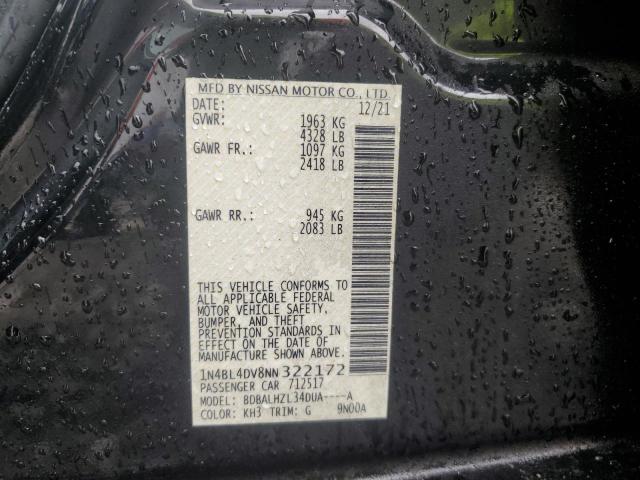 MFD BY NISSAN MOTOR CO., LTD.
DATE: 12/21
GVWR: 1963 KG
4328 LB
GAWR FR.: 1097 KG
2418 LB
GAWR RR.: 945 KG
2083 LB
THIS VEHICLE CONFORMS TO
ALL APPLICABLE FEDERAL
MOTOR VEHICLE SAFETY,
BUMPER, AND THEFT
PREVENTION STANDARDS IN
EFFECT ON THE DATE OF
MANUFACTURE SHOWN ABOVE.
1N4BL4DV8NN322172
PASSENGER CAR 712517
MODEL: BDBALHZL34DUA----A
COLOR: KH3 TRIM: G 9N00A